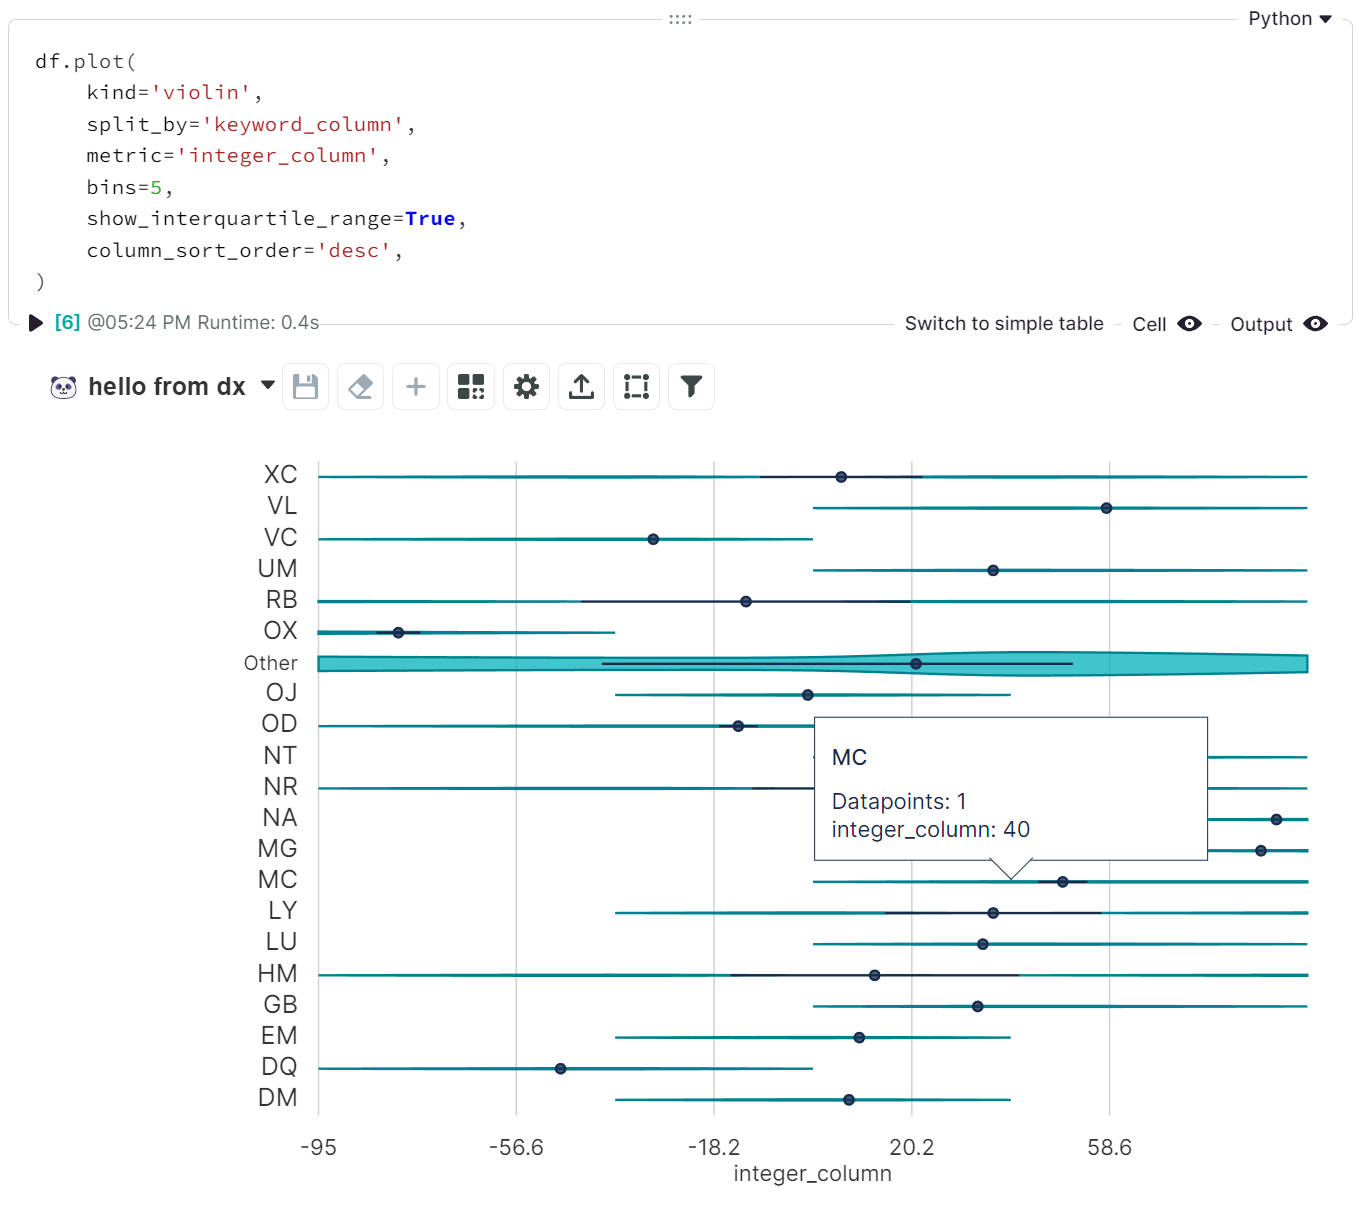 Python
df.plot(
    kind='violin',
    split_by='keyword_column',
    metric='integer_column',
    bins=5,
    show_interquartile_range=True,
    column_sort_order='desc',
)
[6] @05:24 PM Runtime: 0.4s
Switch to simple table
Cell
Output
hello from dx
XC
VL
VC
UM
RB
OX
Other
OJ
OD
NT
NR
NA
MG
MC
LY
LU
HM
GB
EM
DQ
DM
MC
Datapoints: 1
integer_column: 40
-95 -56.6 -18.2 20.2 58.6
integer_column